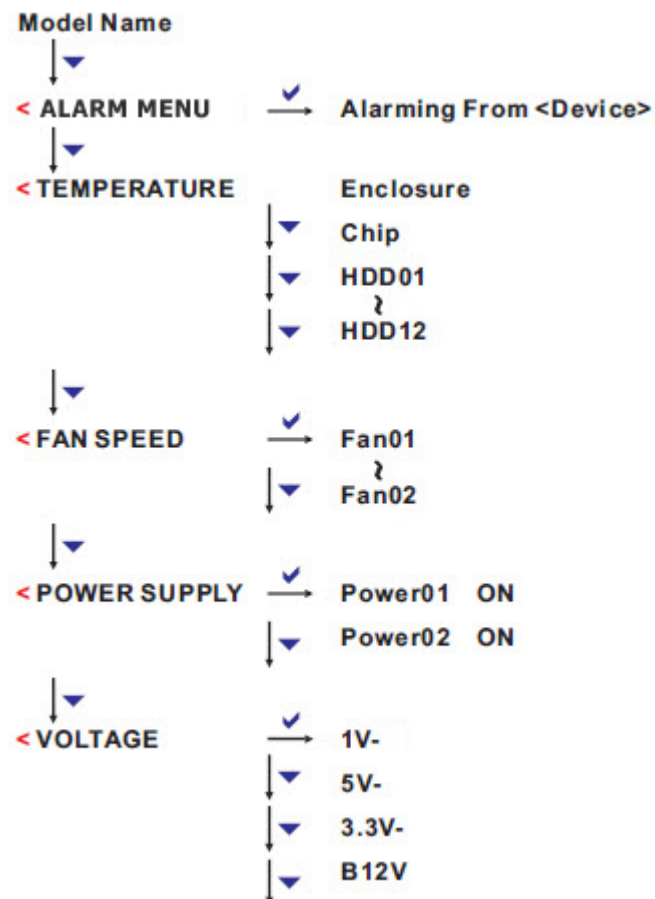 Model Name
< ALARM MENU Alarming From <Device>
< TEMPERATURE Enclosure
Chip
HDD01
~
HDD12
< FAN SPEED Fan01
~
Fan02
< POWER SUPPLY Power01 ON
Power02 ON
< VOLTAGE 1V-
5V-
3.3V-
B12V